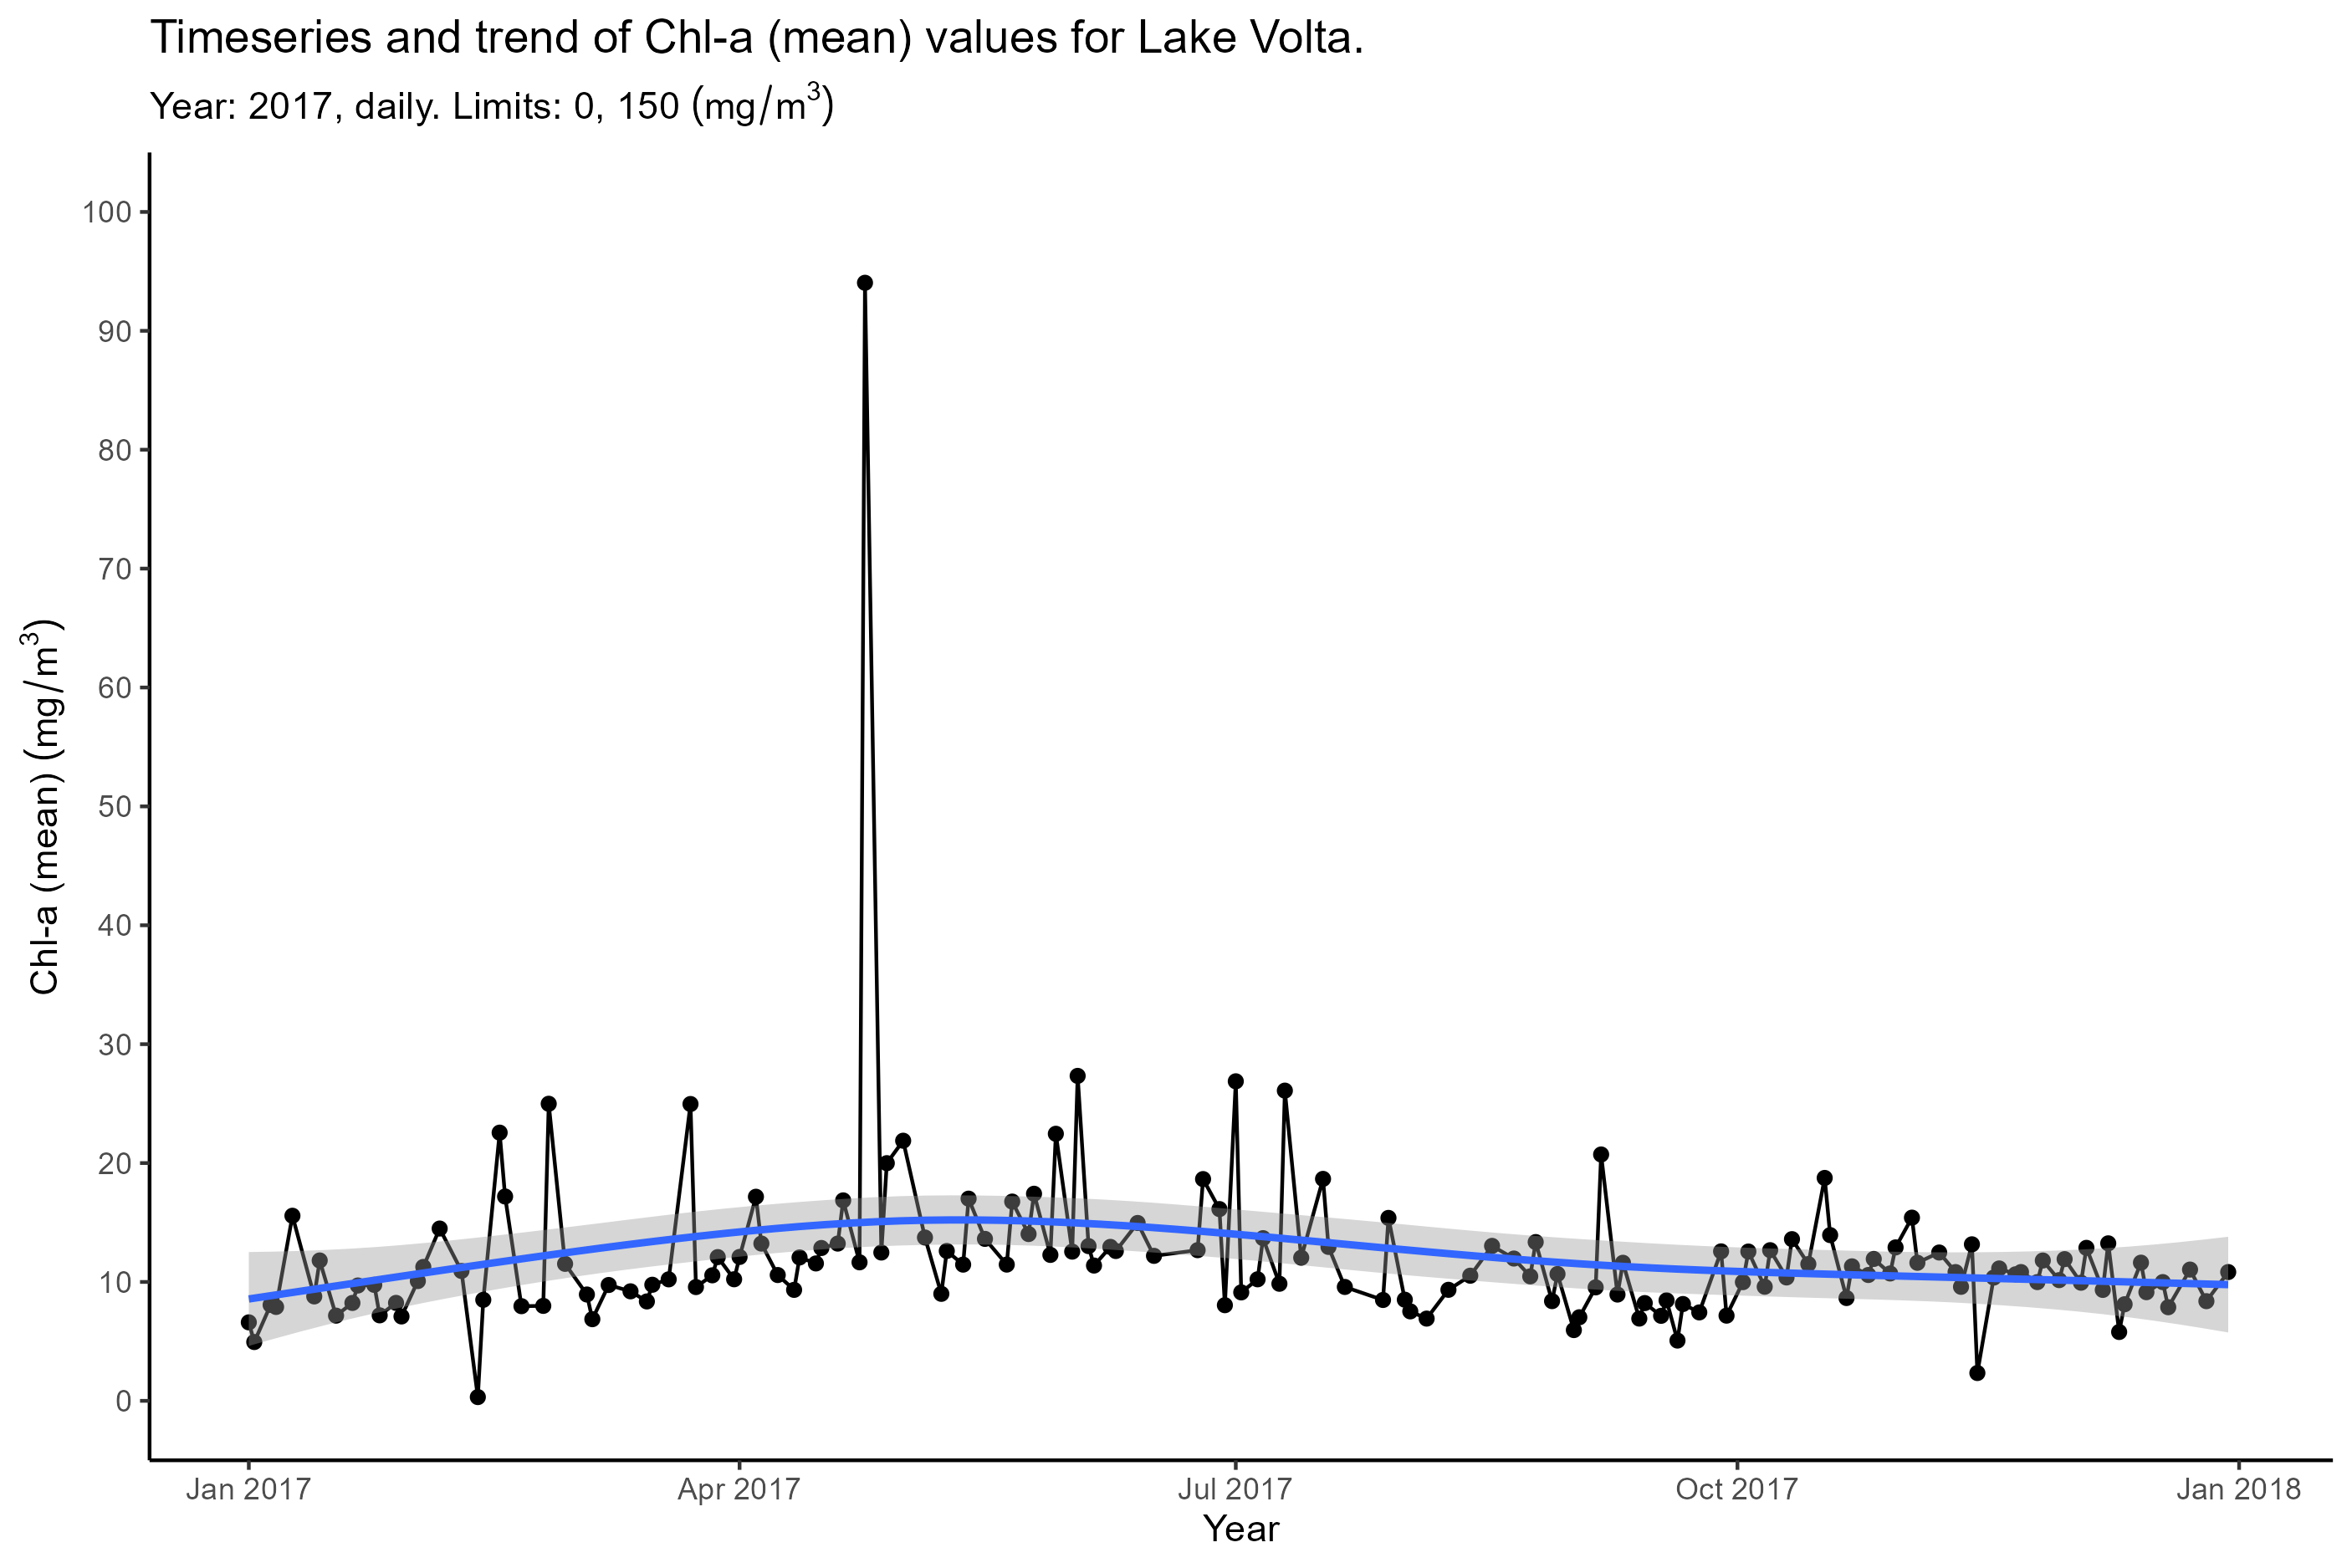 Timeseries and trend of Chl-a (mean) values for Lake Volta.
Year: 2017, daily. Limits: 0, 150 (mg/m³)
Chl-a (mean) (mg/m³)
100
90
80
70
60
50
40
30
20
10
0
Jan 2017
Apr 2017
Jul 2017
Oct 2017
Jan 2018
Year